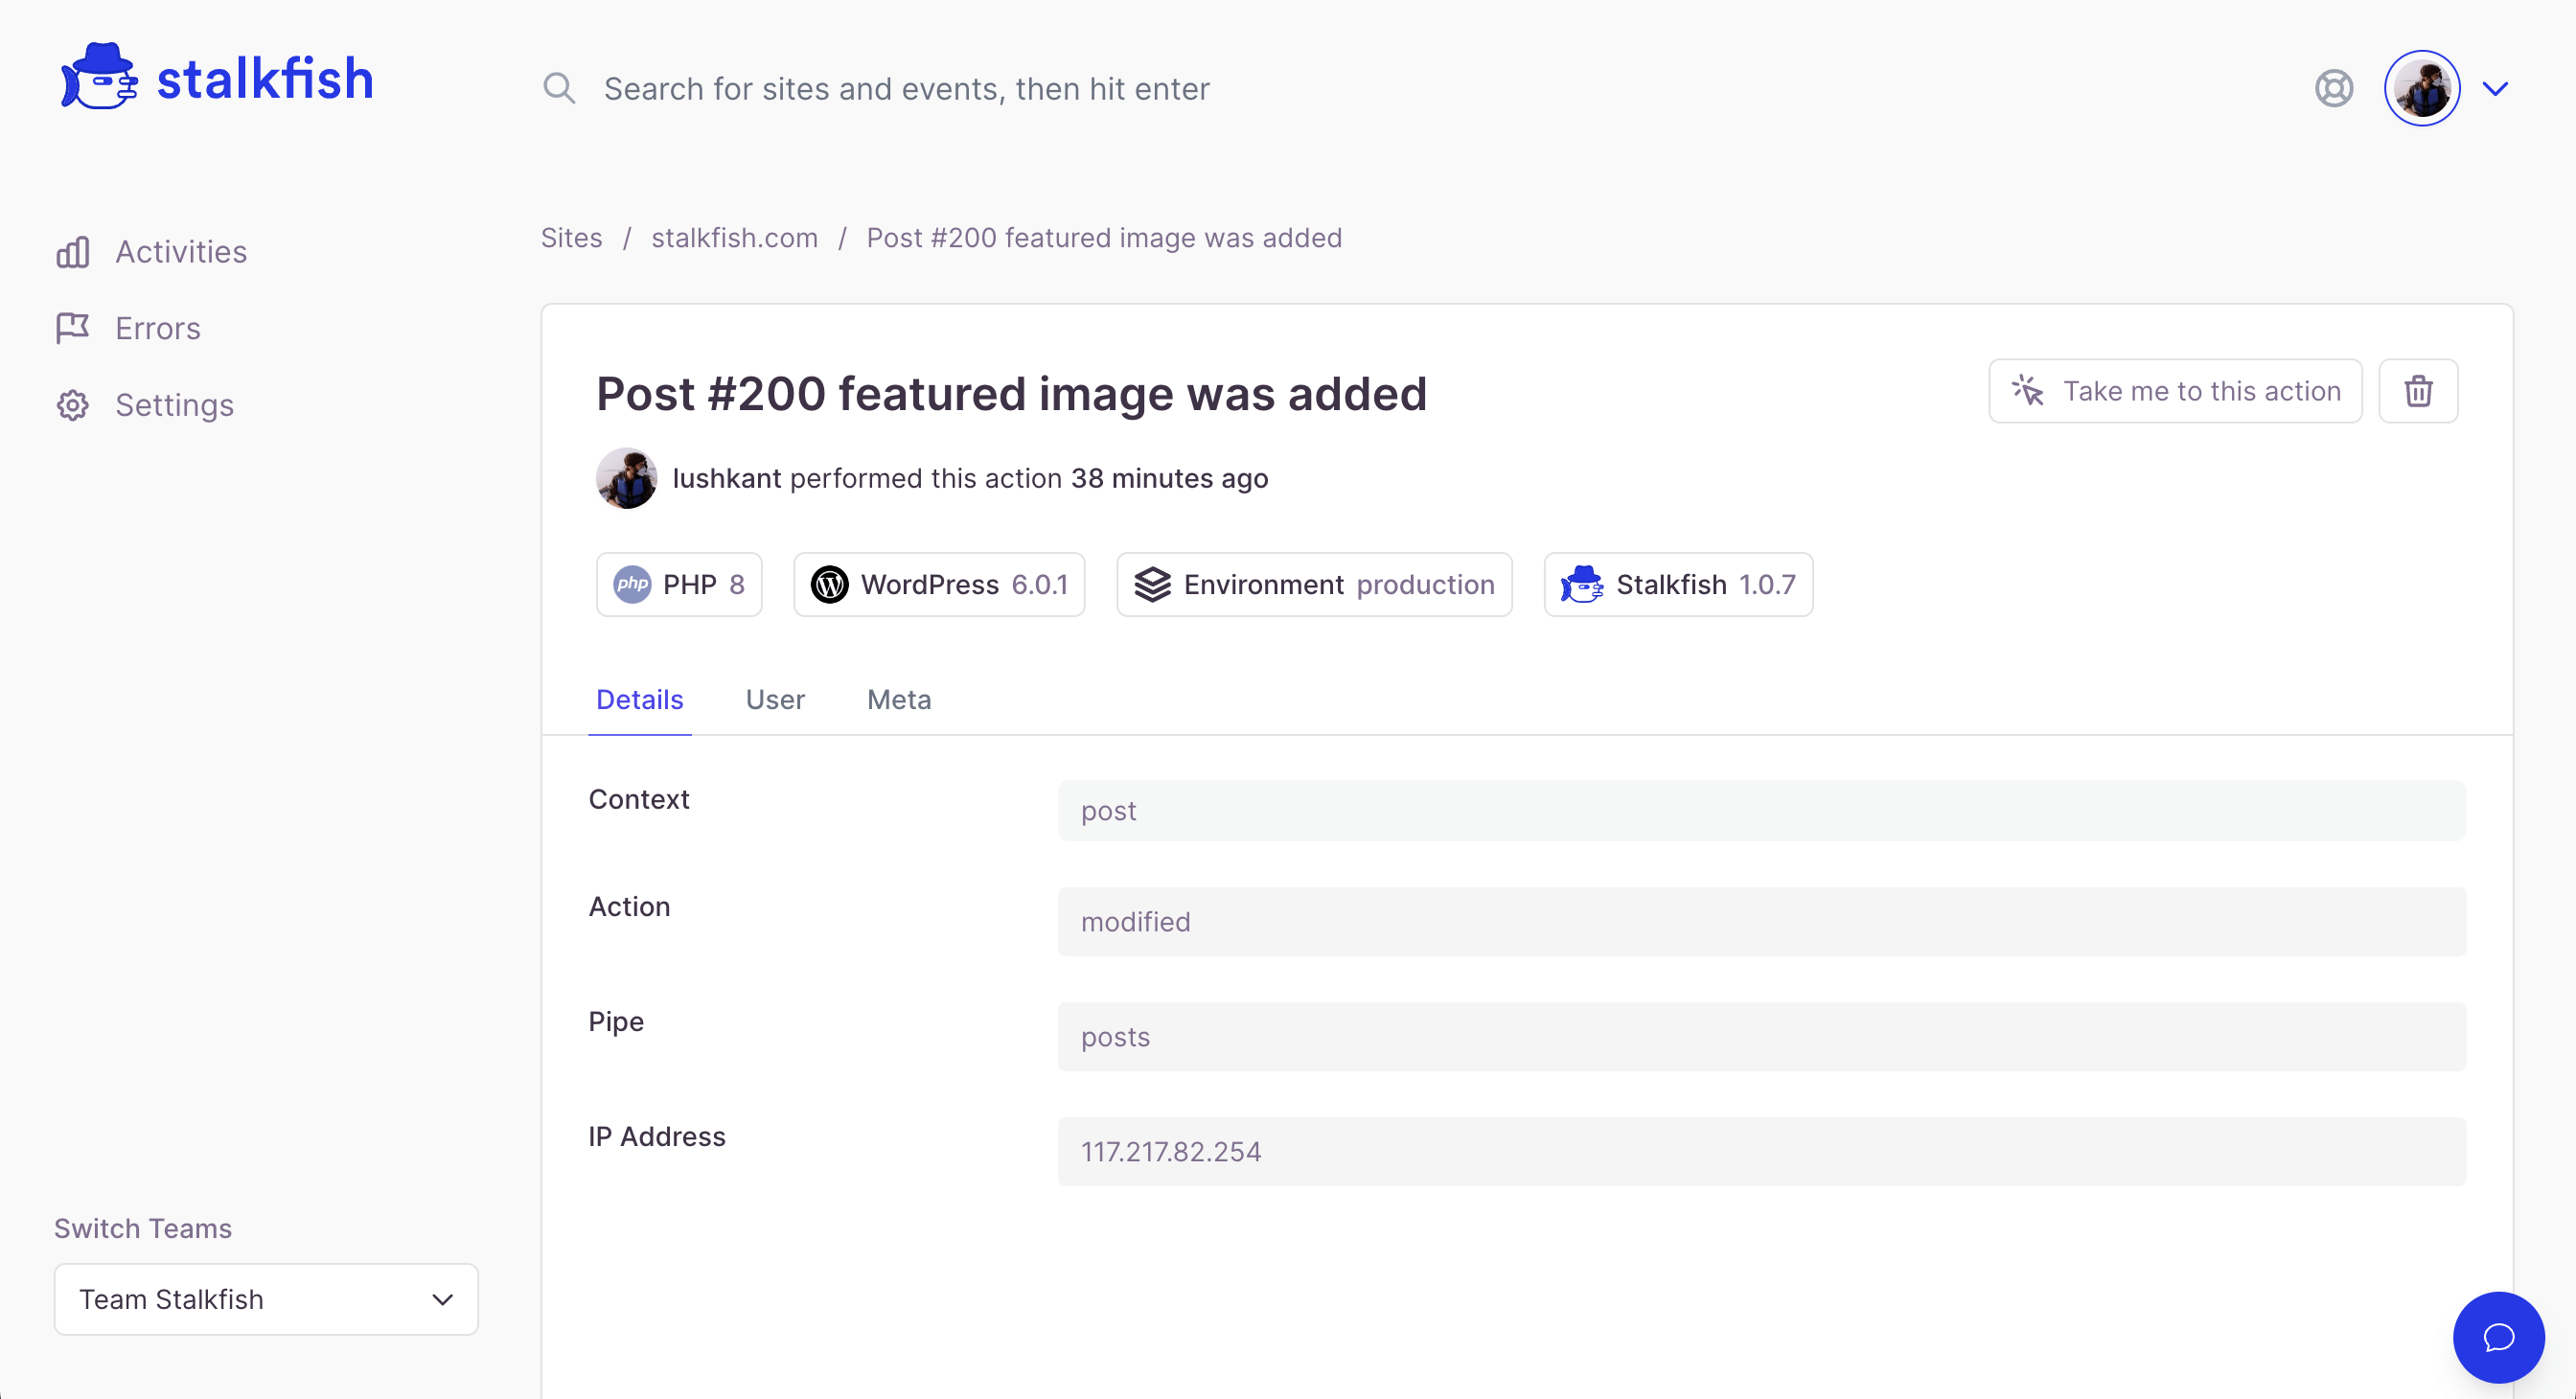 stalkfish
Search for sites and events, then hit enter
Activities
Errors
Settings
Sites / stalkfish.com / Post #200 featured image was added
Post #200 featured image was added
Take me to this action
lushkant performed this action 38 minutes ago
php PHP 8
WordPress 6.0.1
Environment production
Stalkfish 1.0.7
Details User Meta
Context post
Action modified
Pipe posts
IP Address 117.217.82.254
Switch Teams
Team Stalkfish